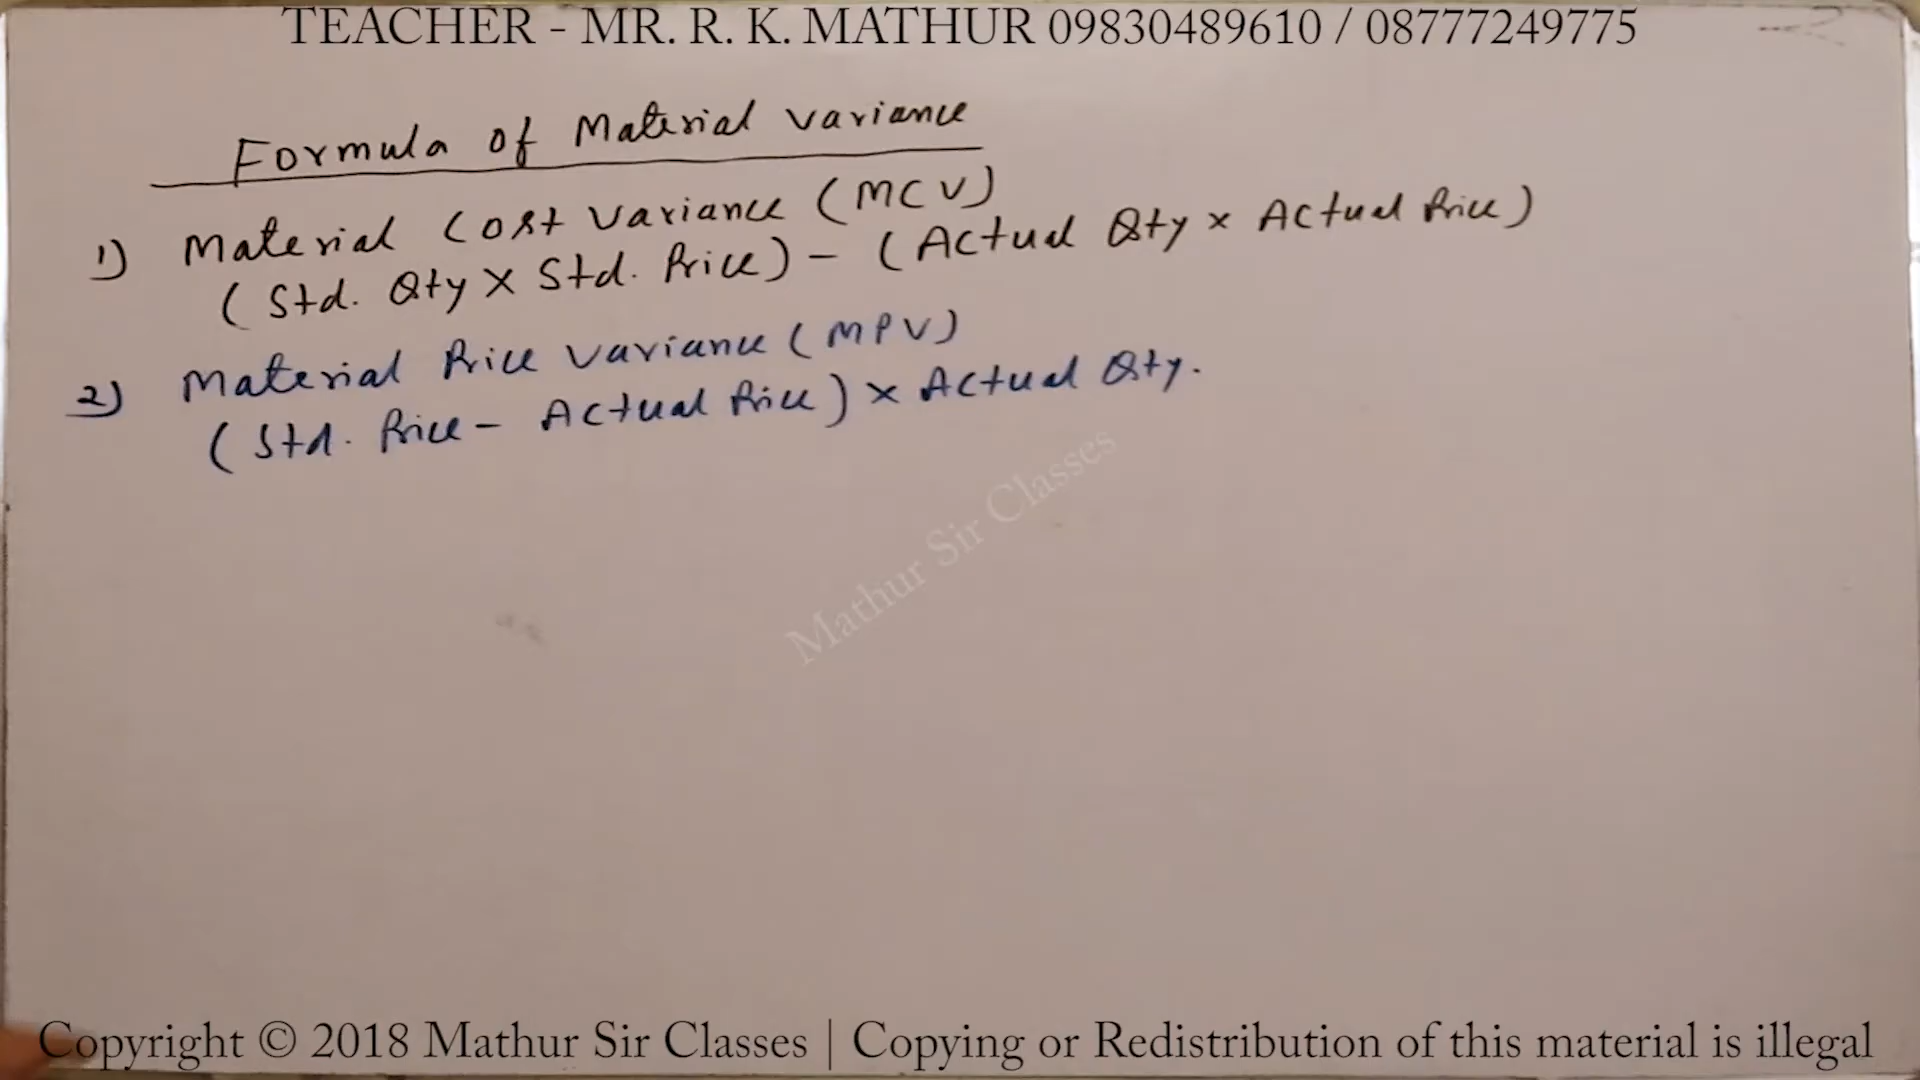 TEACHER - MR. R. K. MATHUR 09830489610 / 08777249775
Formula of Material variance
1) Material Cost Variance (MCV)
(Std. Qty X Std. Price) - (Actual Qty x Actual Price)
2) Material Price Variance (MPV)
(Std. Price - Actual Price) x Actual Qty.
Mathur Sir Classes
Copyright © 2018 Mathur Sir Classes | Copying or Redistribution of this material is illegal